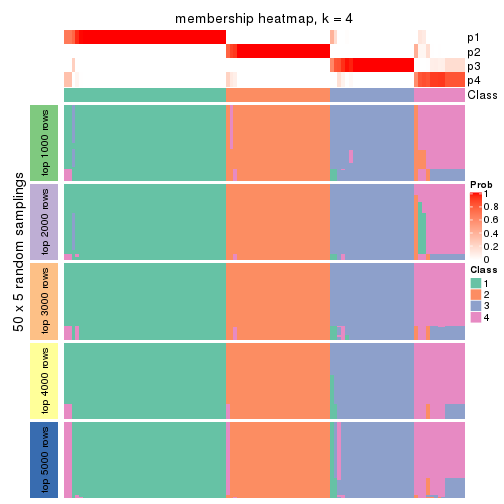 membership heatmap, k = 4
p1
p2
p3
p4
Class
50 x 5 random samplings
top 1000 rows
top 2000 rows
top 3000 rows
top 4000 rows
top 5000 rows
Prob
1
0.8
0.6
0.4
0.2
0
Class
1
2
3
4